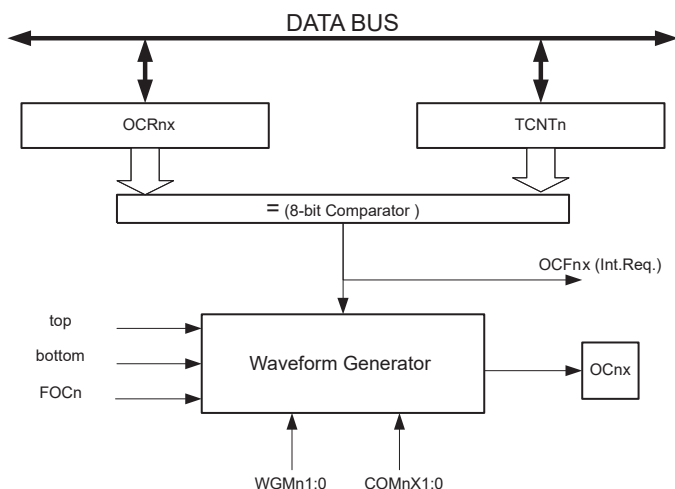 DATA BUS
OCRnx
TCNTn
= (8-bit Comparator )
OCFnx (Int.Req.)
top
bottom
FOCn
Waveform Generator
OCnx
WGMn1:0
COMnX1:0